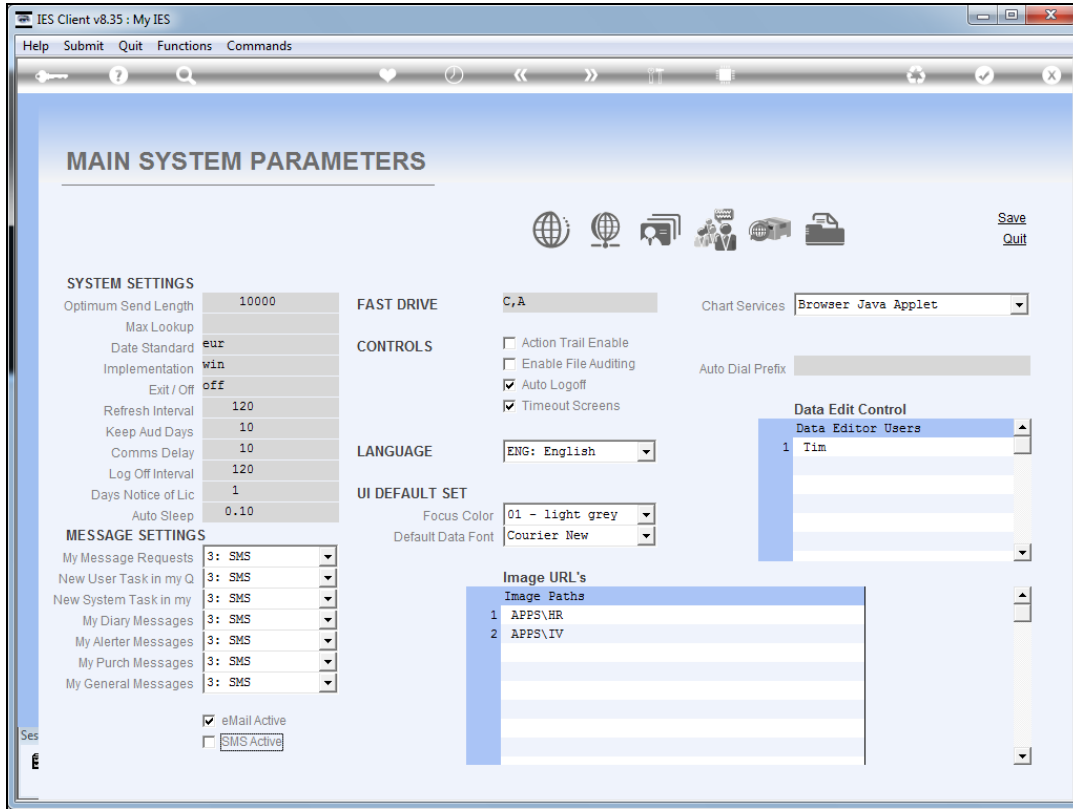 IES Client v8.35 : My IES
Help Submit Quit Functions Commands
MAIN SYSTEM PARAMETERS
Save
Quit
SYSTEM SETTINGS
Optimum Send Length 10000
Max Lookup
Date Standard eur
Implementation win
Exit / Off off
Refresh Interval 120
Keep Aud Days 10
Comms Delay 10
Log Off Interval 120
Days Notice of Lic 1
Auto Sleep 0.10
MESSAGE SETTINGS
My Message Requests 3: SMS
New User Task in my Q 3: SMS
New System Task in my 3: SMS
My Diary Messages 3: SMS
My Alerter Messages 3: SMS
My Purch Messages 3: SMS
My General Messages 3: SMS
eMail Active
SMS Active
FAST DRIVE C,A
CONTROLS
Action Trail Enable
Enable File Auditing
Auto Logoff
Timeout Screens
LANGUAGE ENG: English
UI DEFAULT SET
Focus Color 01 - light grey
Default Data Font Courier New
Chart Services Browser Java Applet
Auto Dial Prefix
Data Edit Control
Data Editor Users
1 Tim
Image URL's
Image Paths
1 APPS\HR
2 APPS\IV
Ses